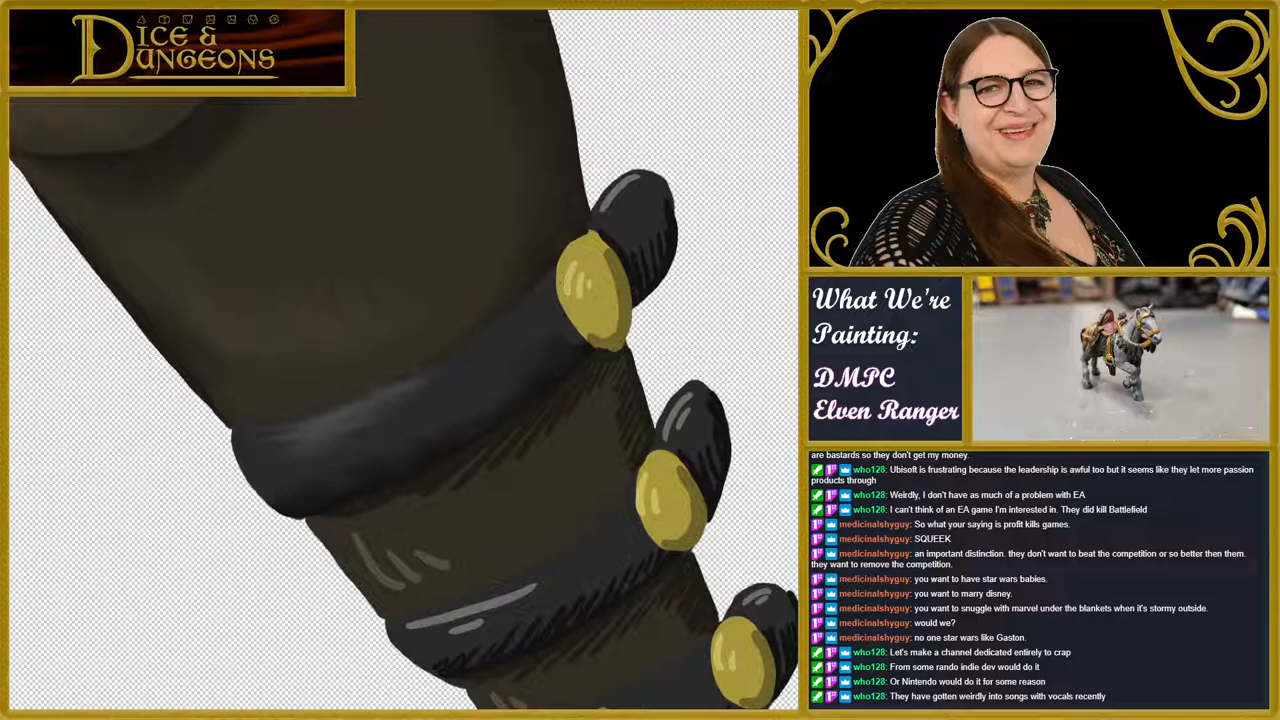 DICE &
DUNGEONS
What We're
Painting:
DMPC
Elven Ranger
are bastards so they don't get my money.
who128: Ubisoft is frustrating because the leadership is awful too but it seems like they let more passion
products through
who128: Weirdly, I don't have as much of a problem with EA
who128: I can't think of an EA game I'm interested in. They did kill Battlefield
medicinalshyguy: So what your saying is profit kills games.
medicinalshyguy: SQUEEK
medicinalshyguy: an important distinction. they don't want to beat the competition or so better then them.
they want to remove the competition.
medicinalshyguy: you want to have star wars babies.
medicinalshyguy: you want to marry disney.
medicinalshyguy: you want to snuggle with marvel under the blankets when it's stormy outside.
medicinalshyguy: would we?
medicinalshyguy: no one star wars like Gaston.
who128: Let's make a channel dedicated entirely to crap
who128: From some rando indie dev would do it
who128: Or Nintendo would do it for some reason
who128: They have gotten weirdly into songs with vocals recently